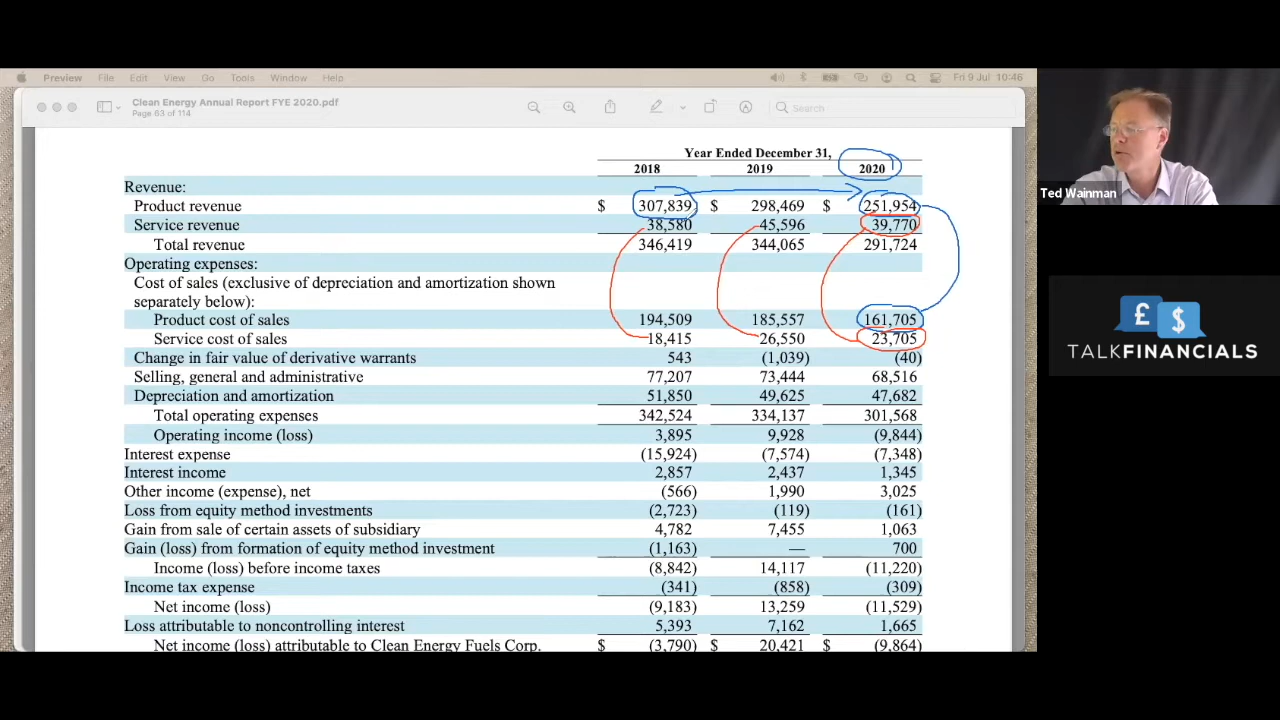 Preview File Edit View Go Tools Window Help Fri 9 Jul 10:46
Clean Energy Annual Report FYE 2020.pdf
Page 63 of 114
Search
Year Ended December 31,
2018 2019 2020
Revenue:
Product revenue $ 307,839 $ 298,469 $ 251,954
Service revenue 38,580 45,596 39,770
Total revenue 346,419 344,065 291,724
Operating expenses:
Cost of sales (exclusive of depreciation and amortization shown
separately below):
Product cost of sales 194,509 185,557 161,705
Service cost of sales 18,415 26,550 23,705
Change in fair value of derivative warrants 543 (1,039) (40)
Selling, general and administrative 77,207 73,444 68,516
Depreciation and amortization 51,850 49,625 47,682
Total operating expenses 342,524 334,137 301,568
Operating income (loss) 3,895 9,928 (9,844)
Interest expense (15,924) (7,574) (7,348)
Interest income 2,857 2,437 1,345
Other income (expense), net (566) 1,990 3,025
Loss from equity method investments (2,723) (119) (161)
Gain from sale of certain assets of subsidiary 4,782 7,455 1,063
Gain (loss) from formation of equity method investment (1,163) — 700
Income (loss) before income taxes (8,842) 14,117 (11,220)
Income tax expense (341) (858) (309)
Net income (loss) (9,183) 13,259 (11,529)
Loss attributable to noncontrolling interest 5,393 7,162 1,665
Net income (loss) attributable to Clean Energy Fuels Corp. $ (3,790) $ 20,421 $ (9,864)
Ted Wainman
£ $
TALKFINANCIALS